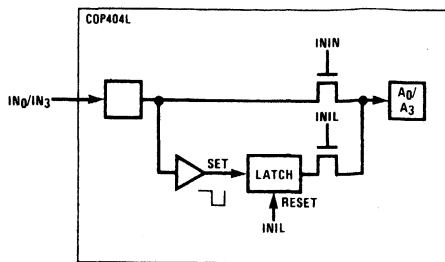 COP404L
ININ
IN0/IN3
A0/
A3
INIL
SET
LATCH
RESET
INIL